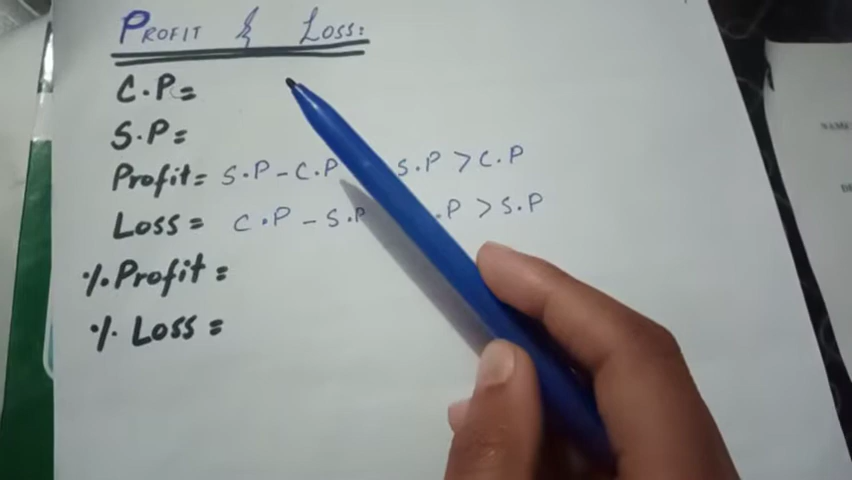 Profit & Loss:
C.P=
S.P=
Profit= S.P-C.P S.P >C.P
Loss= C.P - S.P .P >S.P
%Profit=
% Loss=